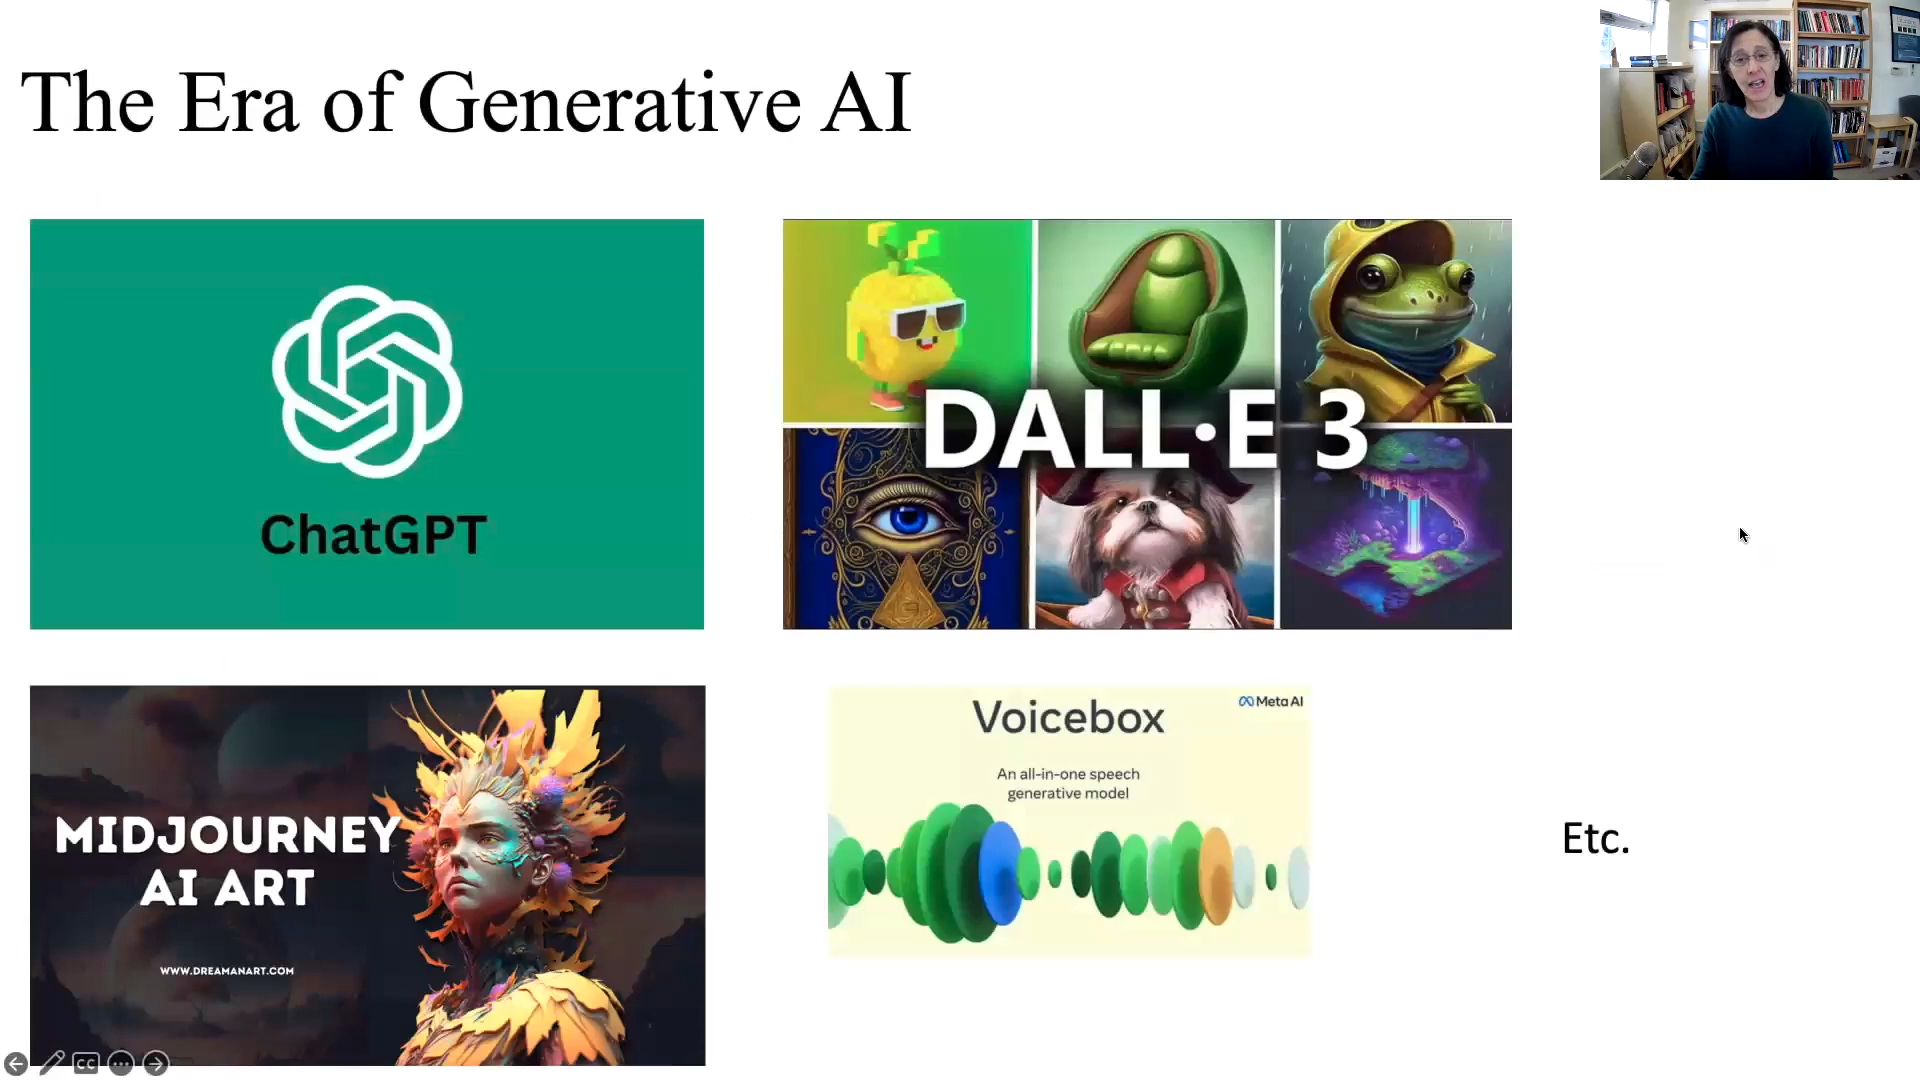 The Era of Generative AI
ChatGPT
DALL·E 3
MIDJOURNEY
AI ART
WWW.DREAMANART.COM
Voicebox
Meta AI
An all-in-one speech
generative model
Etc.
CC